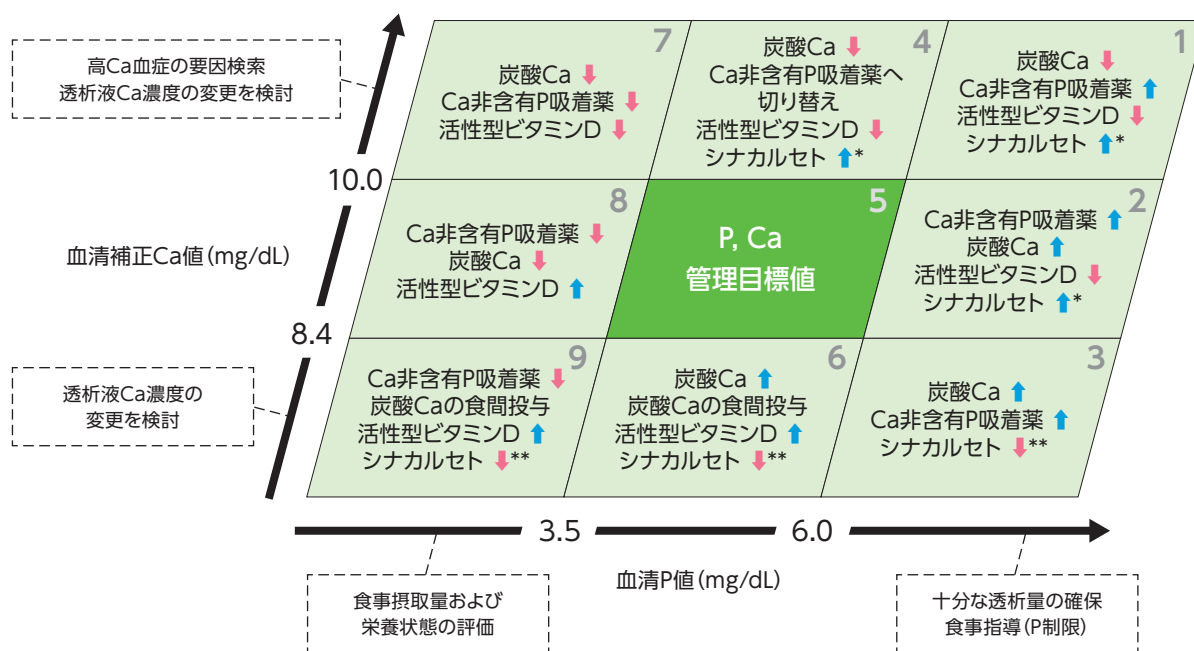 高Ca血症の要因検索
透析液Ca濃度の変更を検討
7
炭酸Ca ⬇
Ca非含有P吸着薬 ⬇
活性型ビタミンD ⬇
4
炭酸Ca ⬇
Ca非含有P吸着薬へ
切り替え
活性型ビタミンD ⬇
シナカルセト ⬆*
1
炭酸Ca ⬇
Ca非含有P吸着薬 ⬆
活性型ビタミンD ⬇
シナカルセト ⬆*
10.0
血清補正Ca値(mg/dL)
8
Ca非含有P吸着薬 ⬇
炭酸Ca ⬇
活性型ビタミンD ⬆
5
P, Ca
管理目標値
2
Ca非含有P吸着薬 ⬆
炭酸Ca ⬆
活性型ビタミンD ⬇
シナカルセト ⬆*
8.4
透析液Ca濃度の
変更を検討
9
Ca非含有P吸着薬 ⬇
炭酸Caの食間投与
活性型ビタミンD ⬆
シナカルセト ⬇**
6
炭酸Ca ⬆
炭酸Caの食間投与
活性型ビタミンD ⬆
シナカルセト ⬇**
3
炭酸Ca ⬆
Ca非含有P吸着薬 ⬆
シナカルセト ⬇**
3.5
6.0
血清P値(mg/dL)
食事摂取量および
栄養状態の評価
十分な透析量の確保
食事指導(P制限)